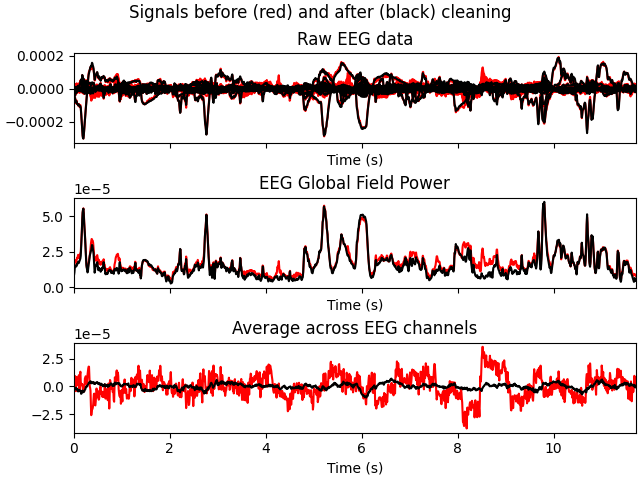 Signals before (red) and after (black) cleaning
Raw EEG data
0.0002
0.0000
−0.0002
Time (s)
EEG Global Field Power
1e−5
5.0
2.5
0.0
Time (s)
Average across EEG channels
1e−5
2.5
0.0
−2.5
0 2 4 6 8 10
Time (s)